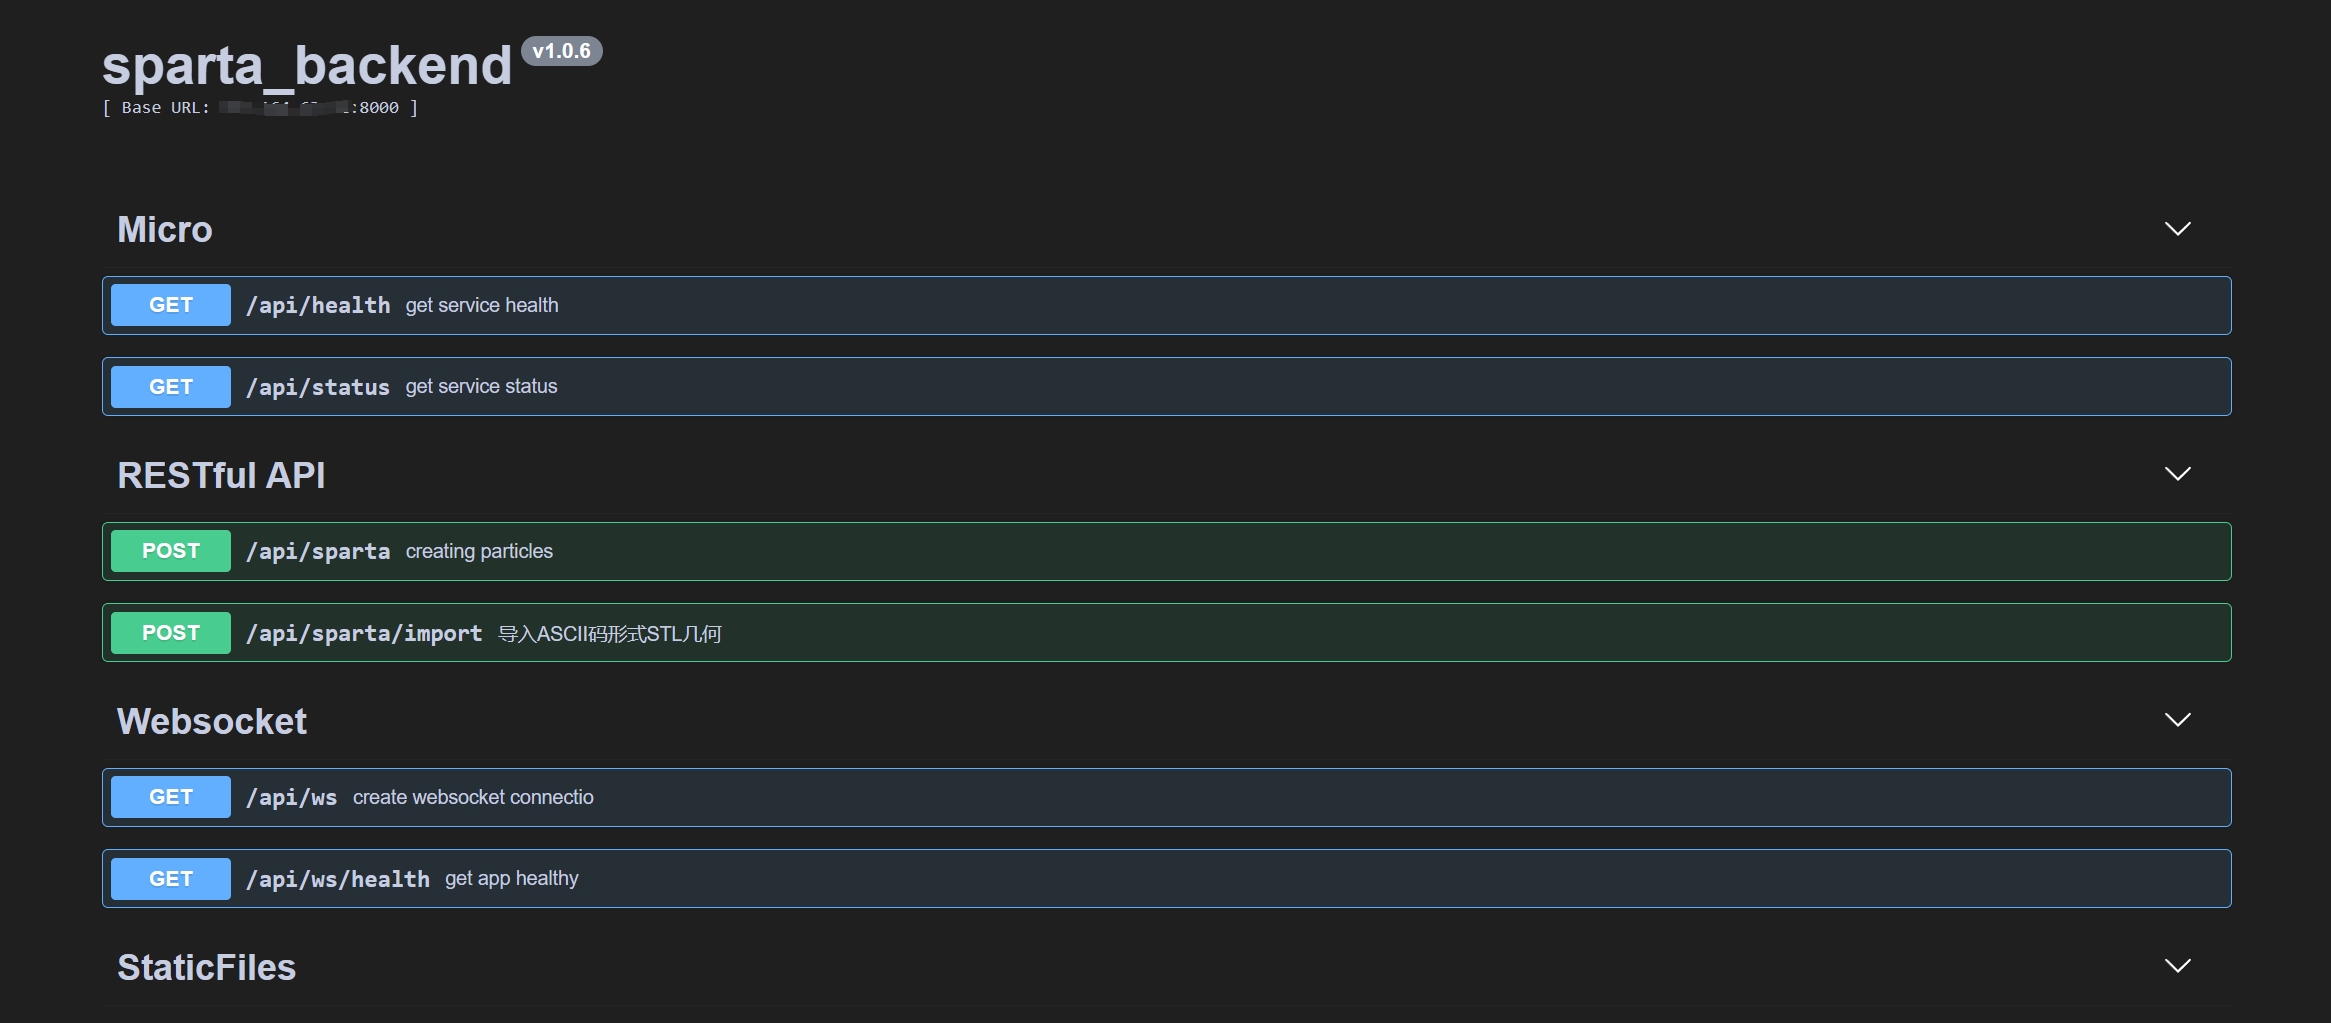 sparta_backend v1.0.6
[ Base URL: :8000 ]
Micro
GET /api/health get service health
GET /api/status get service status
RESTful API
POST /api/sparta creating particles
POST /api/sparta/import 导入ASCII码形式STL几何
Websocket
GET /api/ws create websocket connectio
GET /api/ws/health get app healthy
StaticFiles